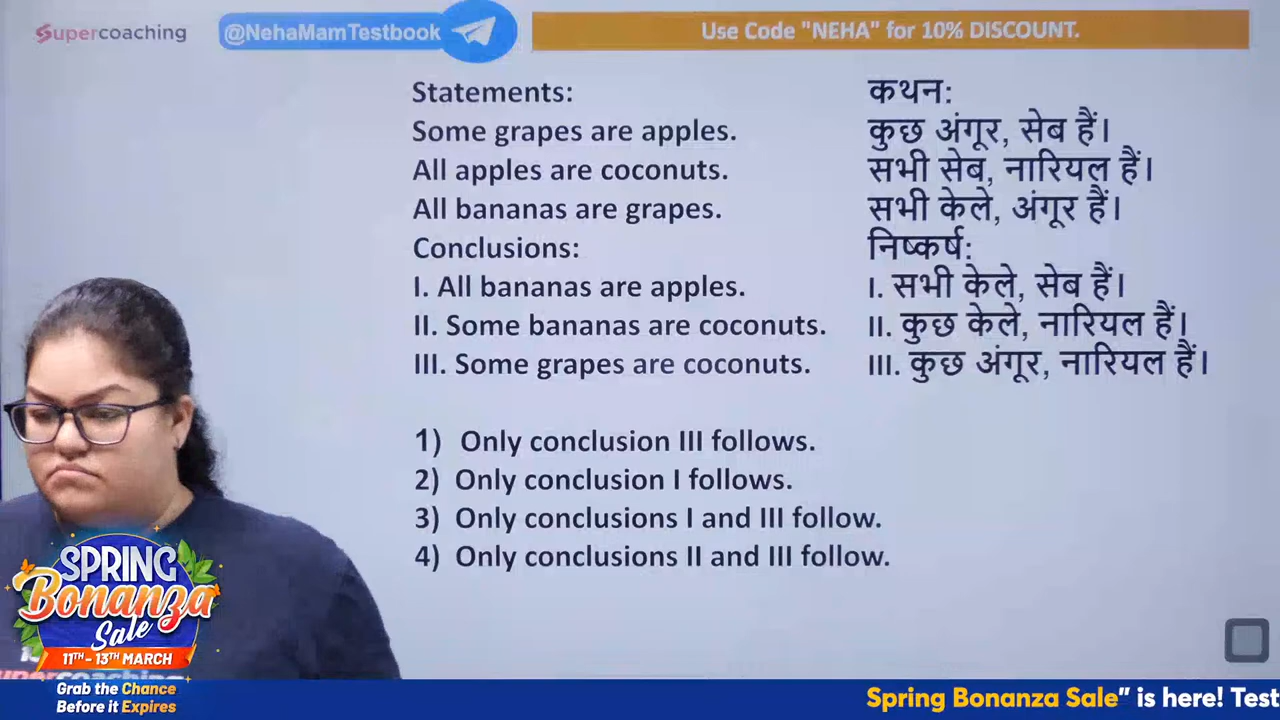 Supercoaching
@NehaMamTestbook
Use Code "NEHA" for 10% DISCOUNT.
Statements:
Some grapes are apples.
All apples are coconuts.
All bananas are grapes.
Conclusions:
I. All bananas are apples.
II. Some bananas are coconuts.
III. Some grapes are coconuts.
1) Only conclusion III follows.
2) Only conclusion I follows.
3) Only conclusions I and III follow.
4) Only conclusions II and III follow.
कथन:
कुछ अंगूर, सेब हैं।
सभी सेब, नारियल हैं।
सभी केले, अंगूर हैं।
निष्कर्ष:
I. सभी केले, सेब हैं।
II. कुछ केले, नारियल हैं।
III. कुछ अंगूर, नारियल हैं।
SPRING
Bonanza
Sale
11TH - 13TH MARCH
Grab the Chance
Before it Expires
Spring Bonanza Sale” is here! Test